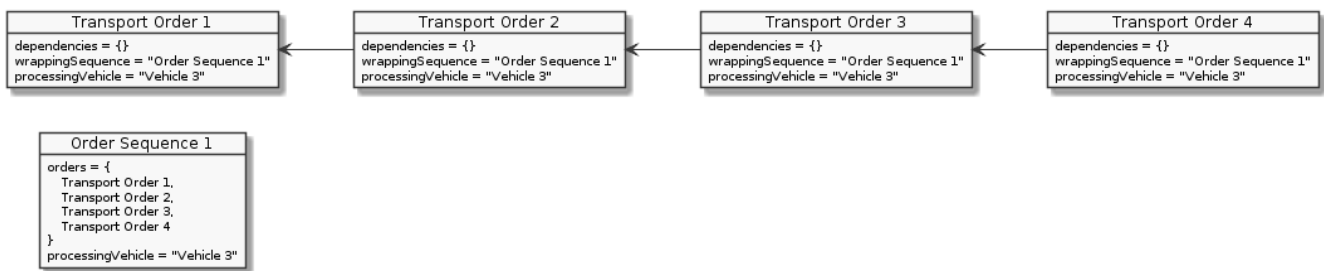 Transport Order 1
dependencies = {}
wrappingSequence = "Order Sequence 1"
processingVehicle = "Vehicle 3"
Transport Order 2
dependencies = {}
wrappingSequence = "Order Sequence 1"
processingVehicle = "Vehicle 3"
Transport Order 3
dependencies = {}
wrappingSequence = "Order Sequence 1"
processingVehicle = "Vehicle 3"
Transport Order 4
dependencies = {}
wrappingSequence = "Order Sequence 1"
processingVehicle = "Vehicle 3"
Order Sequence 1
orders = {
Transport Order 1,
Transport Order 2,
Transport Order 3,
Transport Order 4
}
processingVehicle = "Vehicle 3"